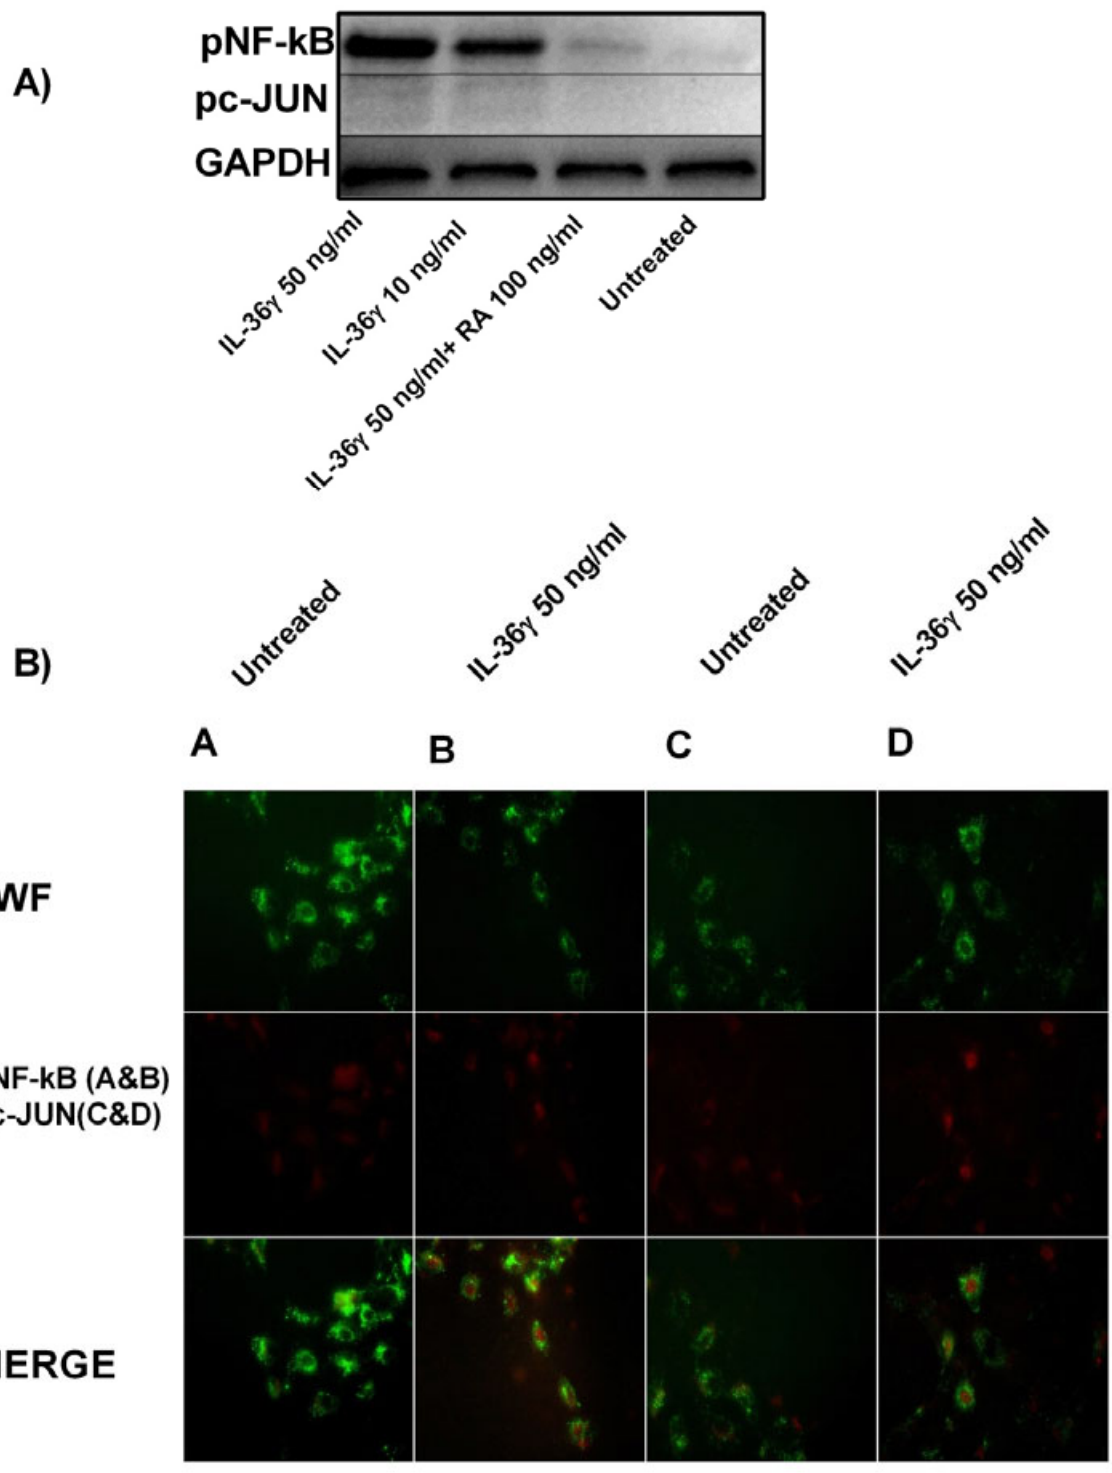 A)
pNF-kB
pc-JUN
GAPDH
IL-36γ 50 ng/ml
IL-36γ 10 ng/ml
IL-36γ 50 ng/ml+ RA 100 ng/ml
Untreated
B)
Untreated
IL-36γ 50 ng/ml
Untreated
IL-36γ 50 ng/ml
A
B
C
D
WF
NF-kB (A&B)
c-JUN(C&D)
ERGE